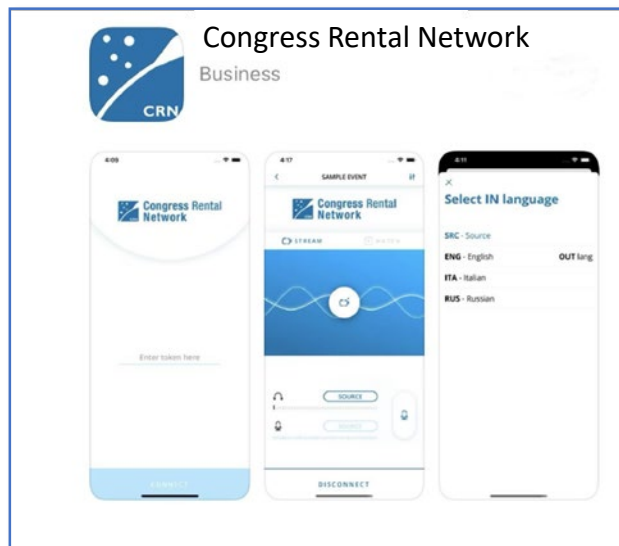 Congress Rental Network
Business
CRN
4:09
Congress Rental
Network
Enter token here
CONNECT
4:17
SAMPLE EVENT
Congress Rental
Network
STREAM
WATCH
SOURCE
SOURCE
DISCONNECT
4:11
Select IN language
SRC - Source
ENG - English OUT lang
ITA - Italian
RUS - Russian